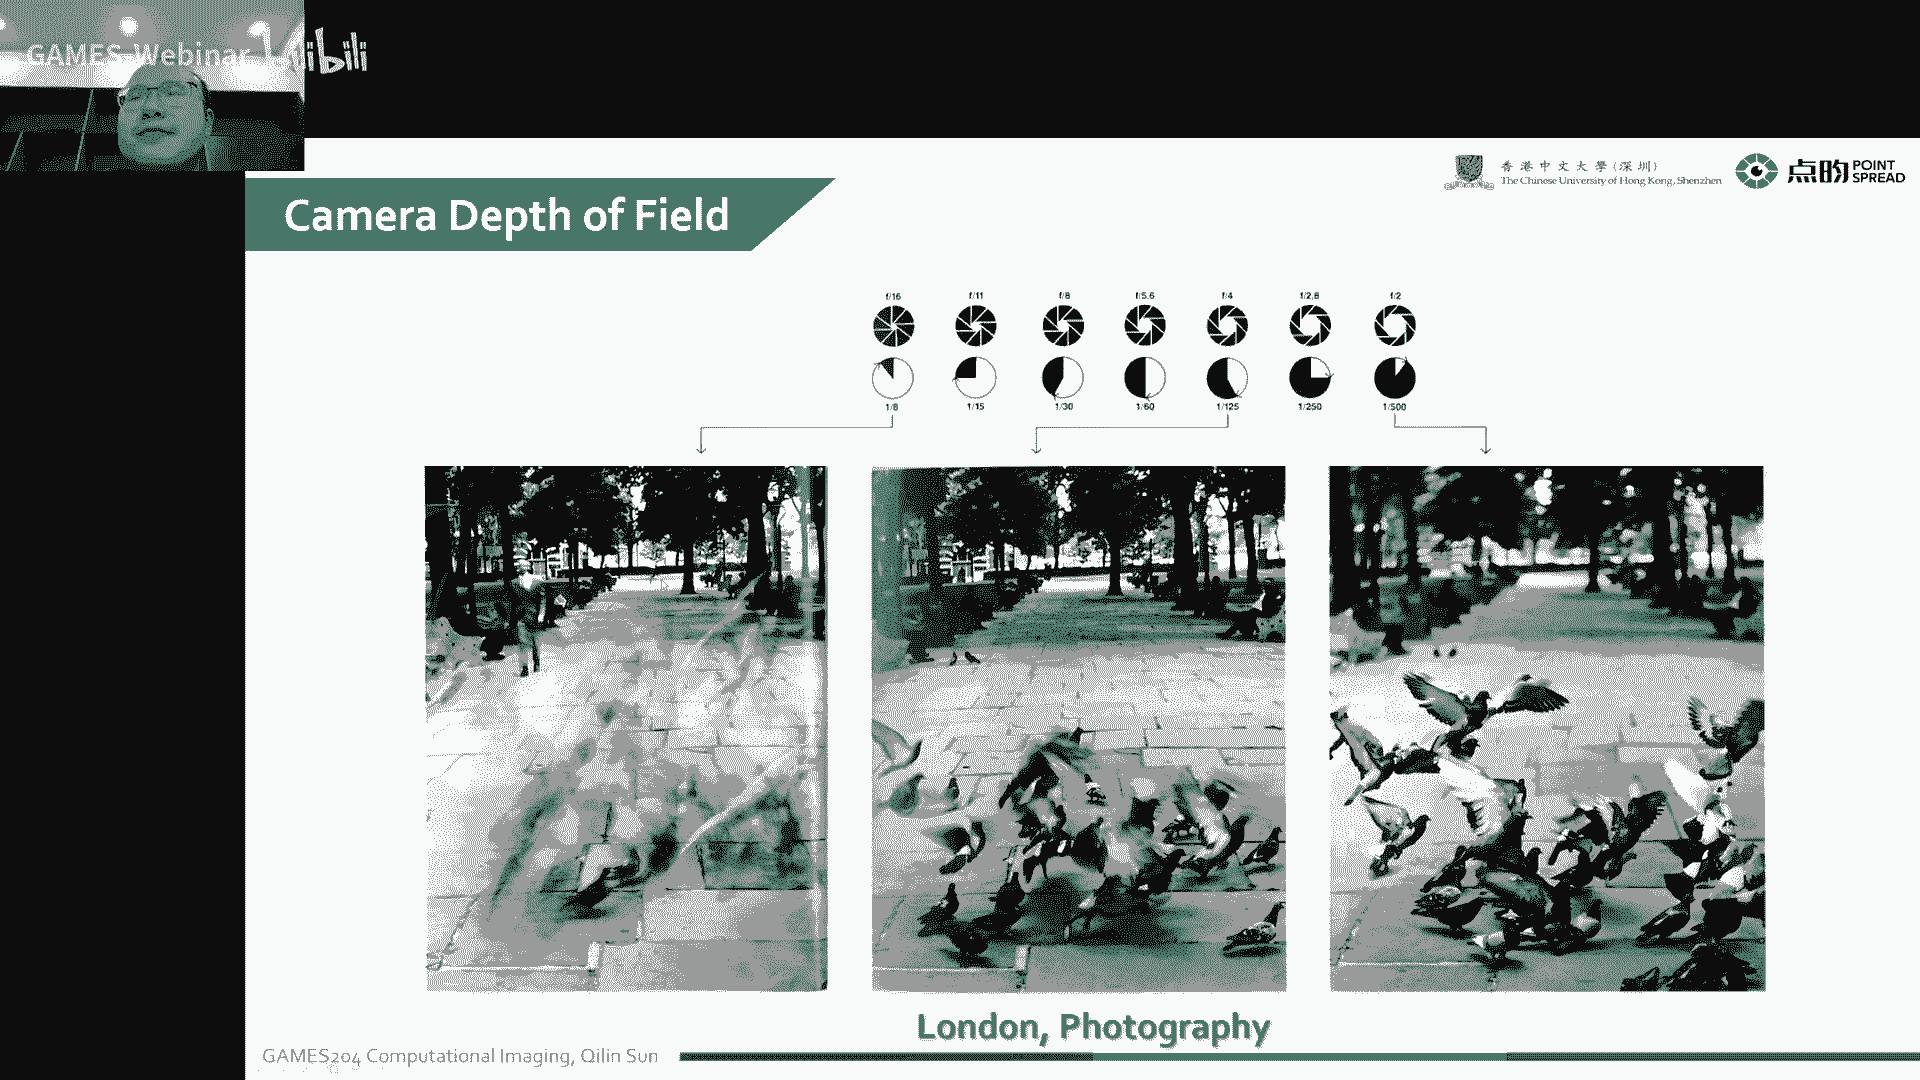 GAMES-Webinar bilibili
香港中文大學(深圳)
The Chinese University of Hong Kong, Shenzhen
点昀 POINT SPREAD
Camera Depth of Field
f/16 f/11 f/8 f/5.6 f/4 f/2.8 f/2
1/8 1/15 1/30 1/60 1/125 1/250 1/500
London, Photography
GAMES204 Computational Imaging, Qilin Sun